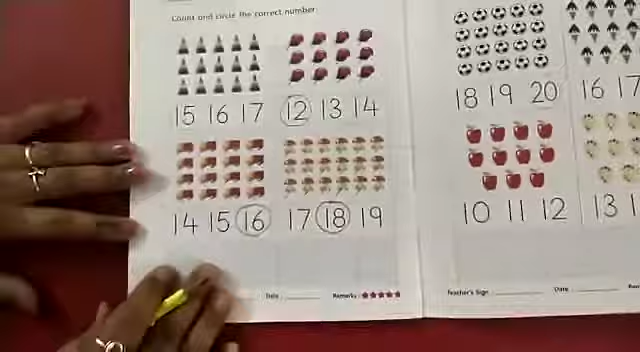 Count and circle the correct number.
15 16 17 12 13 14
14 15 16 17 18 19
Date Remarks
18 19 20 16 17
10 11 12 13
Teacher's Sign Date